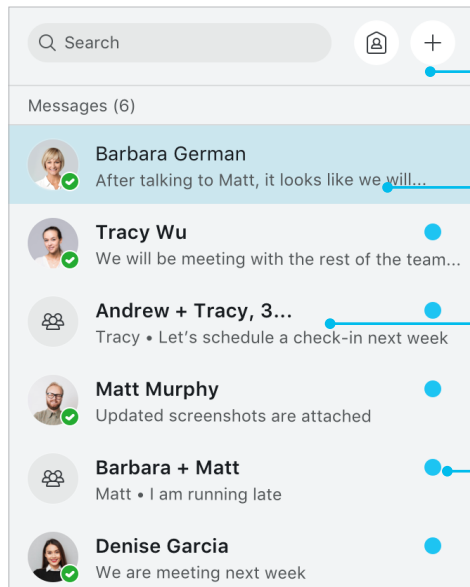 Search
Messages (6)
Barbara German
After talking to Matt, it looks like we will...
Tracy Wu
We will be meeting with the rest of the team...
Andrew + Tracy, 3...
Tracy • Let's schedule a check-in next week
Matt Murphy
Updated screenshots are attached
Barbara + Matt
Matt • I am running late
Denise Garcia
We are meeting next week